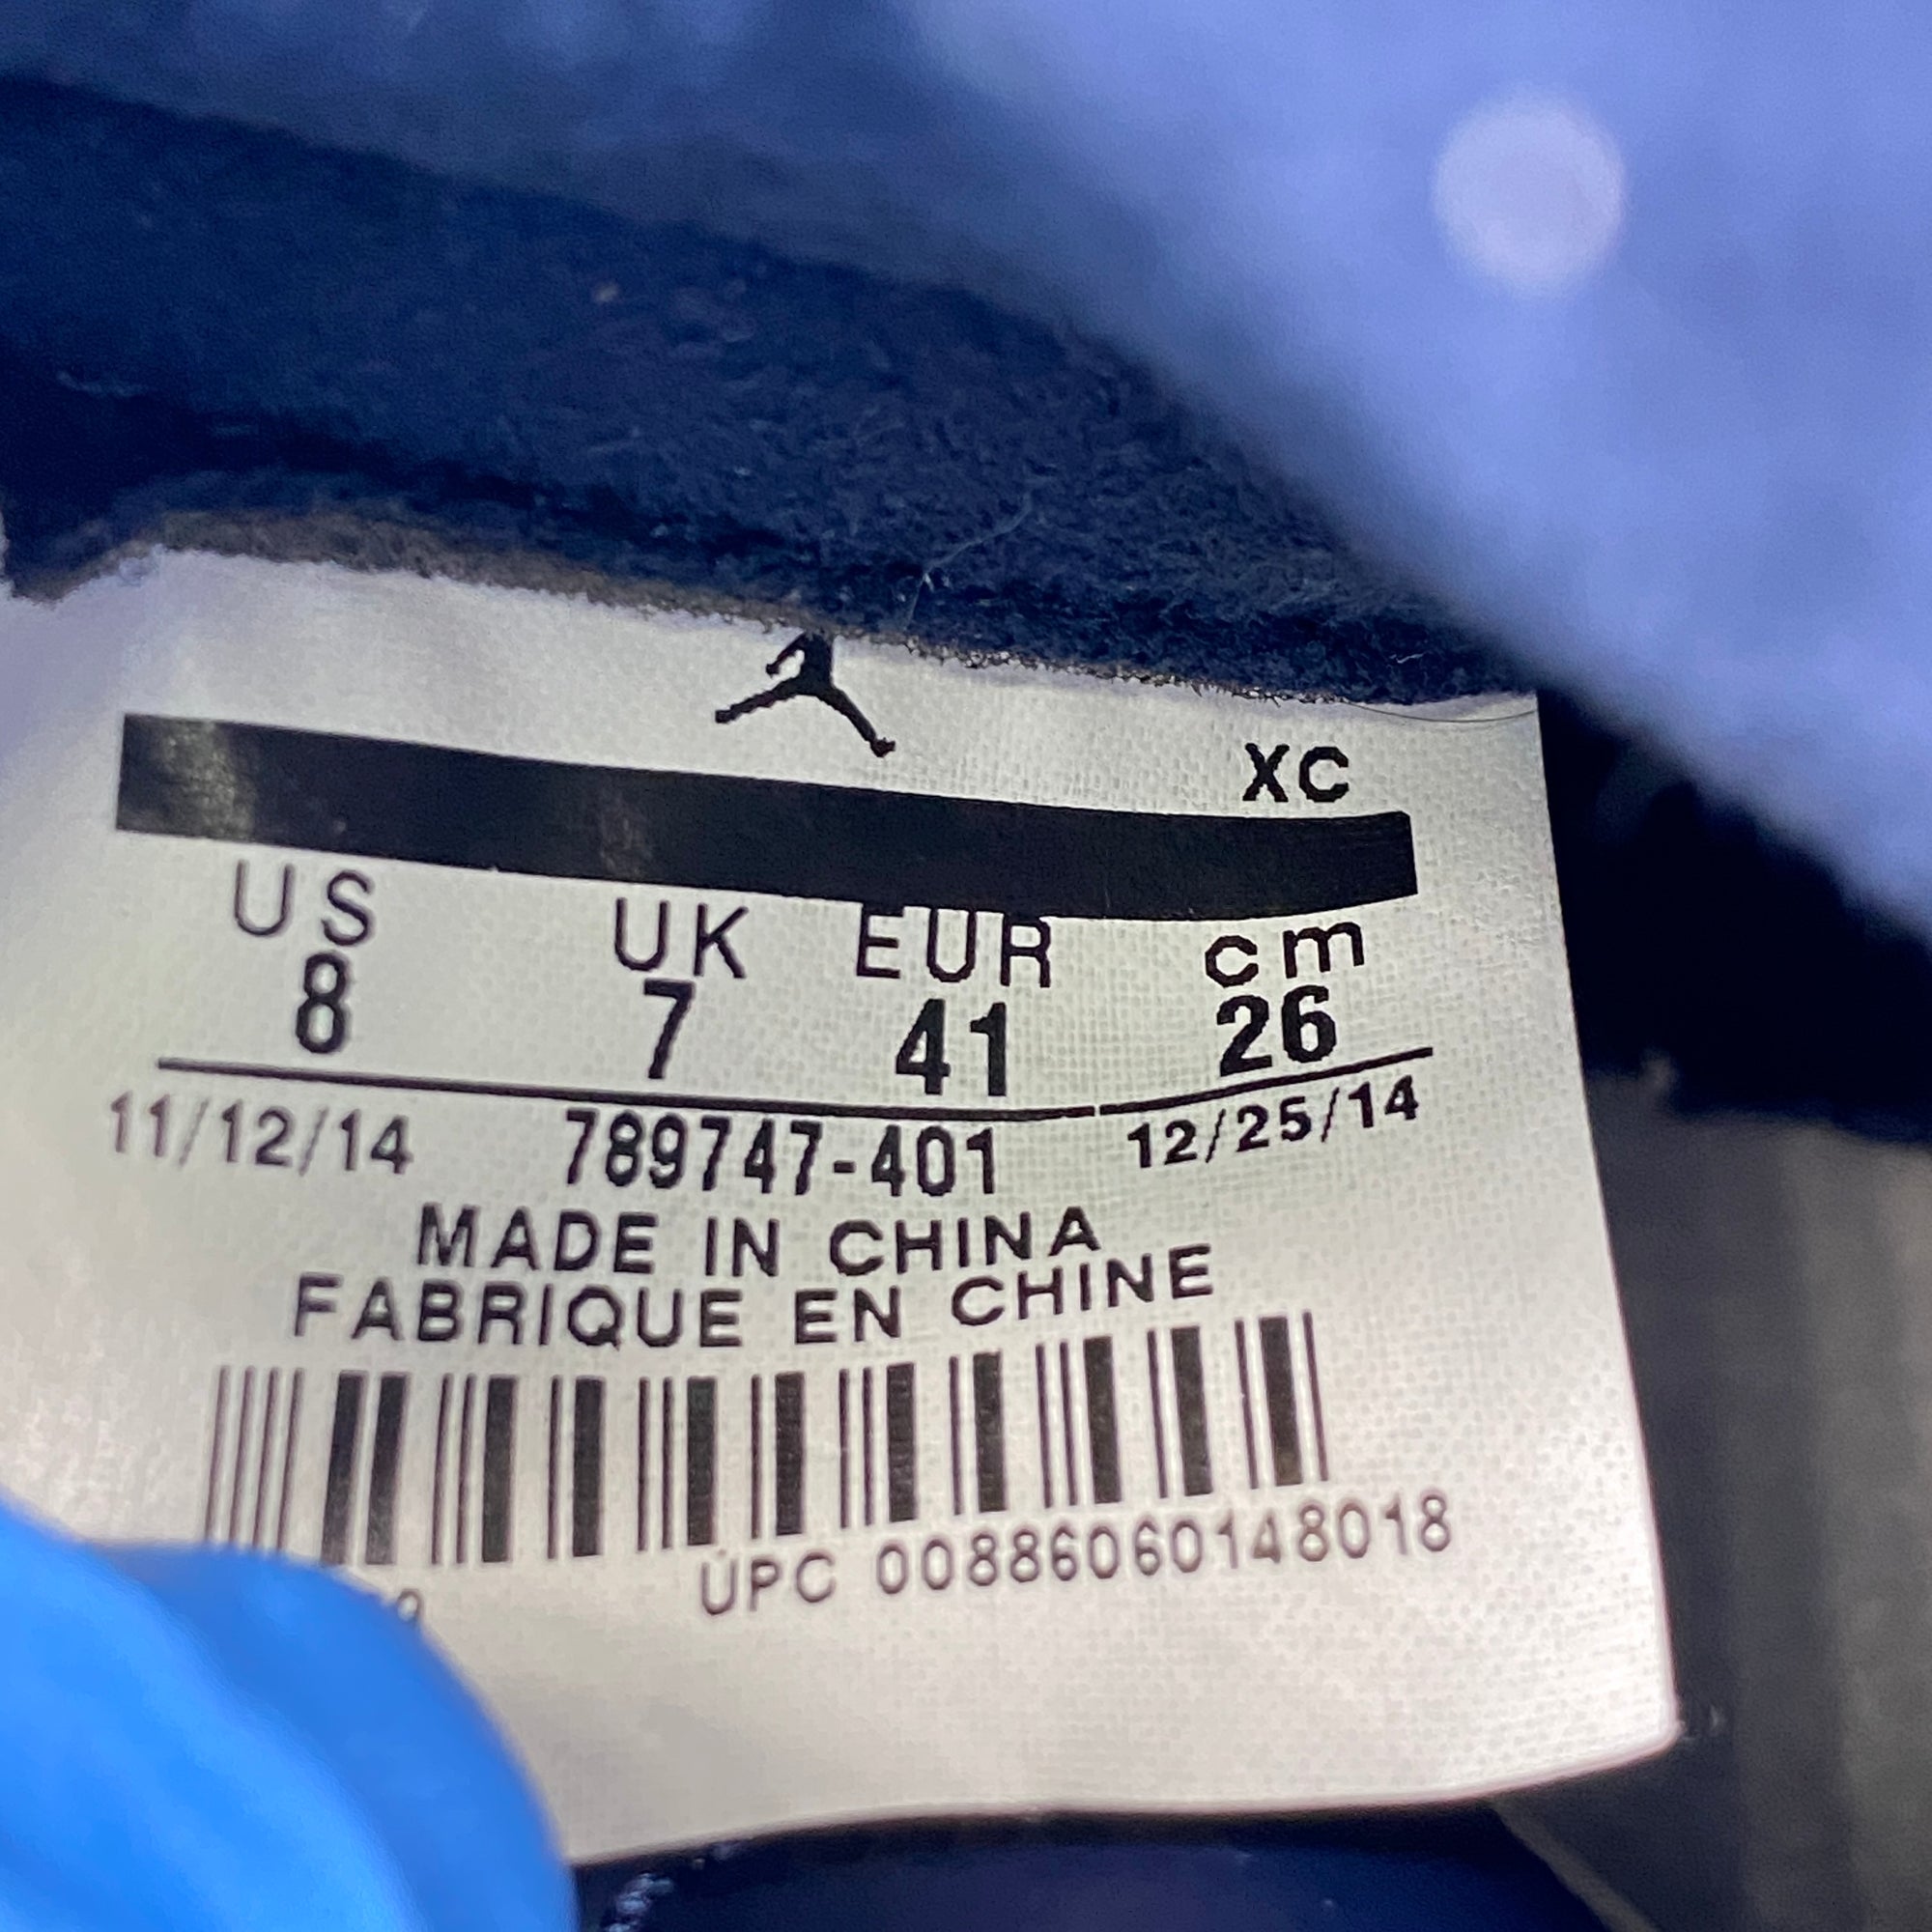 XC
US UK EUR cm
8 7 41 26
11/12/14 789747-401 12/25/14
MADE IN CHINA
FABRIQUE EN CHINE
UPC 00886060148018